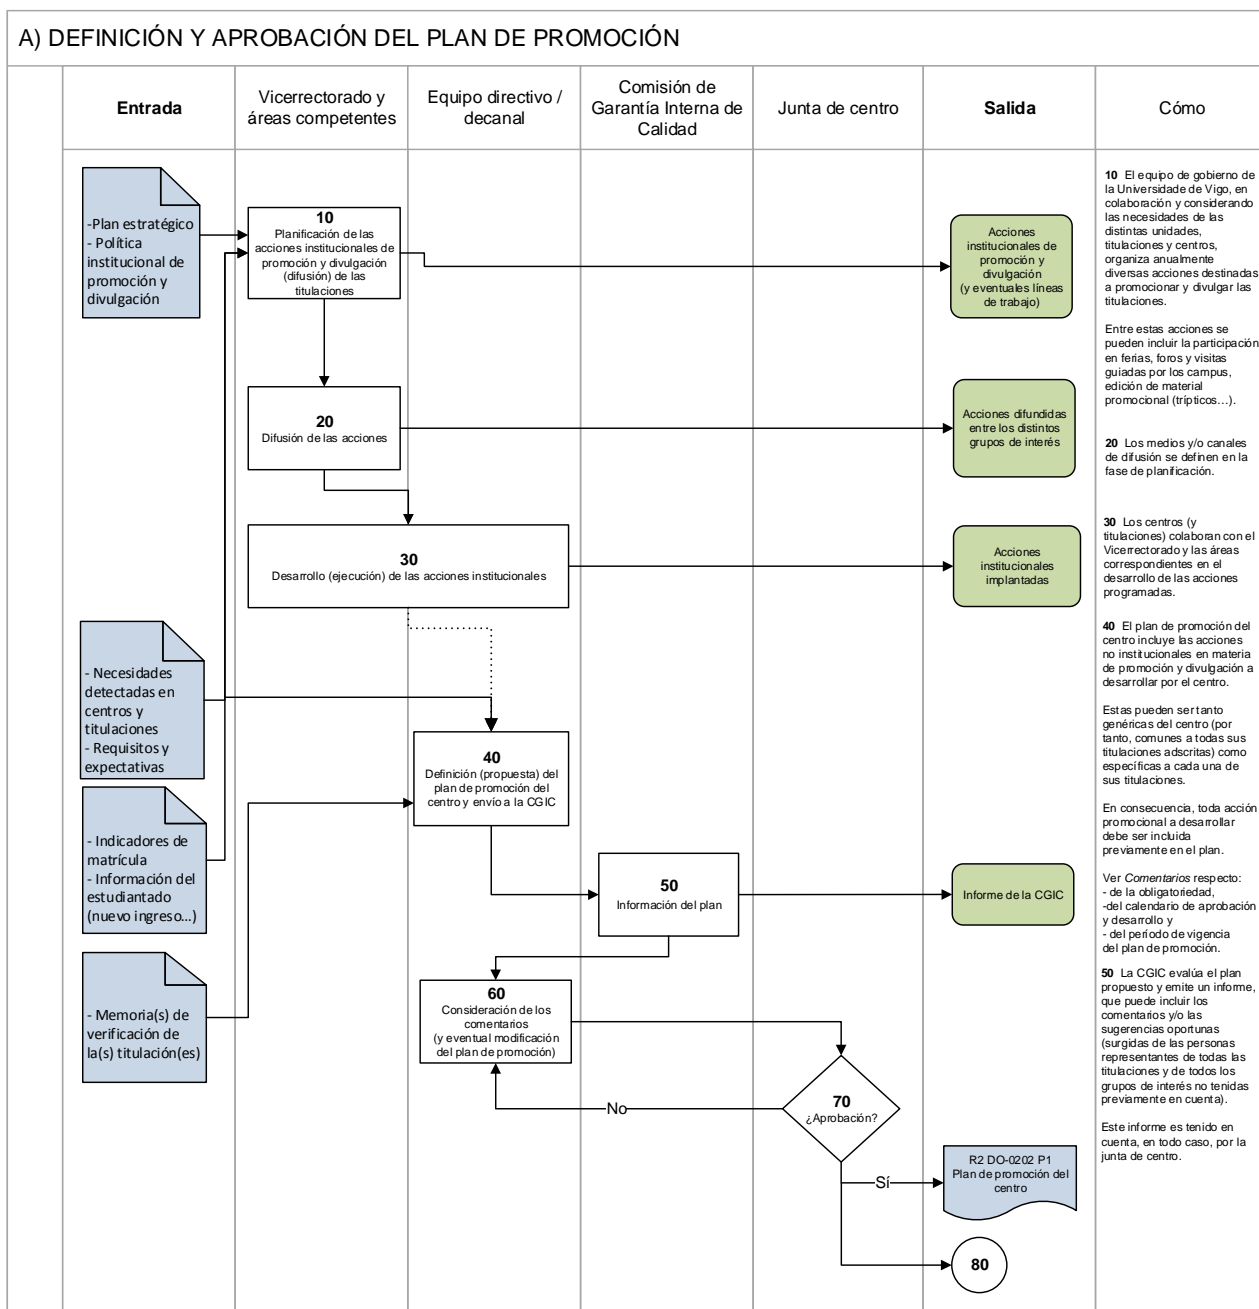 A) DEFINICIÓN Y APROBACIÓN DEL PLAN DE PROMOCIÓN
Entrada
Vicerrectorado y
áreas competentes
Equipo directivo /
decanal
Comisión de
Garantía Interna de
Calidad
Junta de centro
Salida
Cómo
-Plan estratégico
- Política
institucional de
promoción y
divulgación
10
Planificación de las
acciones institucionales de
promoción y divulgación
(difusión) de las
titulaciones
Acciones
institucionales de
promoción y
divulgación
(y eventuales líneas
de trabajo)
20
Difusión de las acciones
Acciones difundidas
entre los distintos
grupos de interés
30
Desarrollo (ejecución) de las acciones institucionales
Acciones
institucionales
implantadas
- Necesidades
detectadas en
centros y
titulaciones
- Requisitos y
expectativas
40
Definición (propuesta) del
plan de promoción del
centro y envío a la CGIC
- Indicadores de
matrícula
- Información del
estudiantado
(nuevo ingreso...)
50
Información del plan
Informe de la CGIC
- Memoria(s) de
verificación de
la(s) titulación(es)
60
Consideración de los
comentarios
(y eventual modificación
del plan de promoción)
70
¿Aprobación?
No
Sí
R2 DO-0202 P1
Plan de promoción del
centro
80
10 El equipo de gobierno de
la Universidade de Vigo, en
colaboración y considerando
las necesidades de las
distintas unidades,
titulaciones y centros,
organiza anualmente
diversas acciones destinadas
a promocionar y divulgar las
titulaciones.
Entre estas acciones se
pueden incluir la participación
en ferias, foros y visitas
guiadas por los campus,
edición de material
promocional (trípticos...).
20 Los medios y/o canales
de difusión se definen en la
fase de planificación.
30 Los centros (y
titulaciones) colaboran con el
Vicerrectorado y las áreas
correspondientes en el
desarrollo de las acciones
programadas.
40 El plan de promoción del
centro incluye las acciones
no institucionales en materia
de promoción y divulgación a
desarrollar por el centro.
Estas pueden ser tanto
genéricas del centro (por
tanto, comunes a todas sus
titulaciones adscritas) como
específicas a cada una de
sus titulaciones.
En consecuencia, toda acción
promocional a desarrollar
debe ser incluida
previamente en el plan.
Ver Comentarios respecto:
- de la obligatoriedad,
-del calendario de aprobación
y desarrollo y
- del período de vigencia
del plan de promoción.
50 La CGIC evalúa el plan
propuesto y emite un informe,
que puede incluir los
comentarios y/o las
sugerencias oportunas
(surgidas de las personas
representantes de todas las
titulaciones y de todos los
grupos de interés no tenidas
previamente en cuenta).
Este informe es tenido en
cuenta, en todo caso, por la
junta de centro.